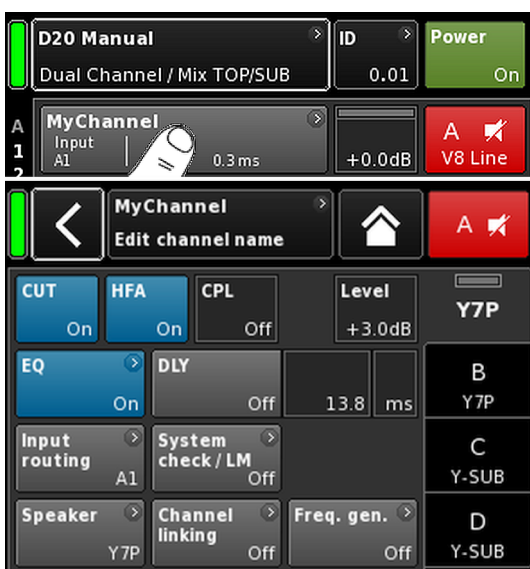 D20 Manual
Dual Channel / Mix TOP/SUB
ID
0.01
Power
On
A
1
2
MyChannel
Input
A1
0.3 ms
+0.0dB
A
V8 Line
MyChannel
Edit channel name
A
CUT
On
HFA
On
CPL
Off
Level
+3.0dB
Y7P
EQ
On
DLY
Off
13.8
ms
B
Y7P
Input
routing
A1
System
check / LM
Off
C
Y-SUB
Speaker
Y7P
Channel
linking
Off
Freq. gen.
Off
D
Y-SUB